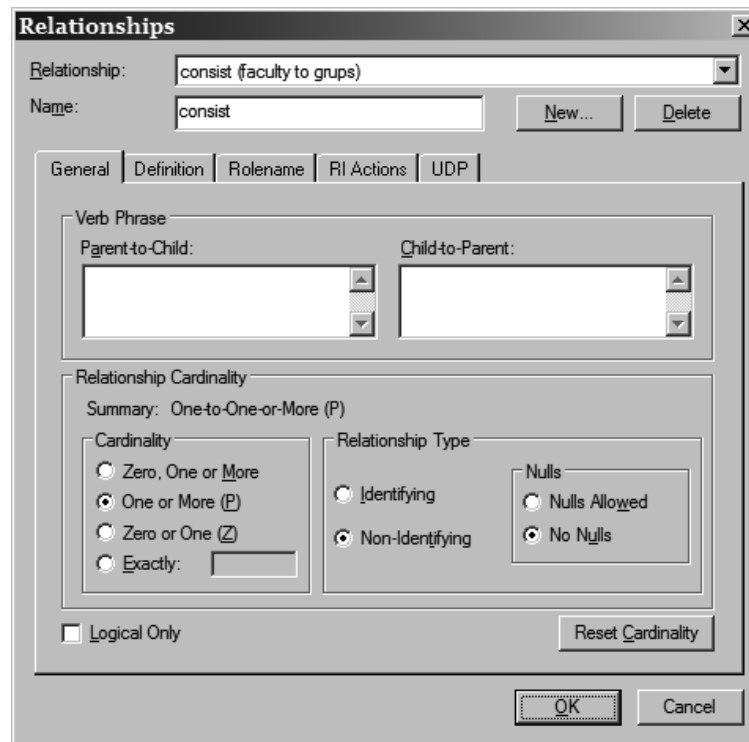 Relationships
Relationship: consist (faculty to grups)
Name: consist New... Delete
General Definition Rolename RI Actions UDP
Verb Phrase
Parent-to-Child: Child-to-Parent:
Relationship Cardinality
Summary: One-to-One-or-More (P)
Cardinality Relationship Type
Zero, One or More Nulls
Identifying Nulls Allowed
One or More (P)
Non-Identifying No Nulls
Zero or One (Z)
Exactly:
Logical Only Reset Cardinality
OK Cancel